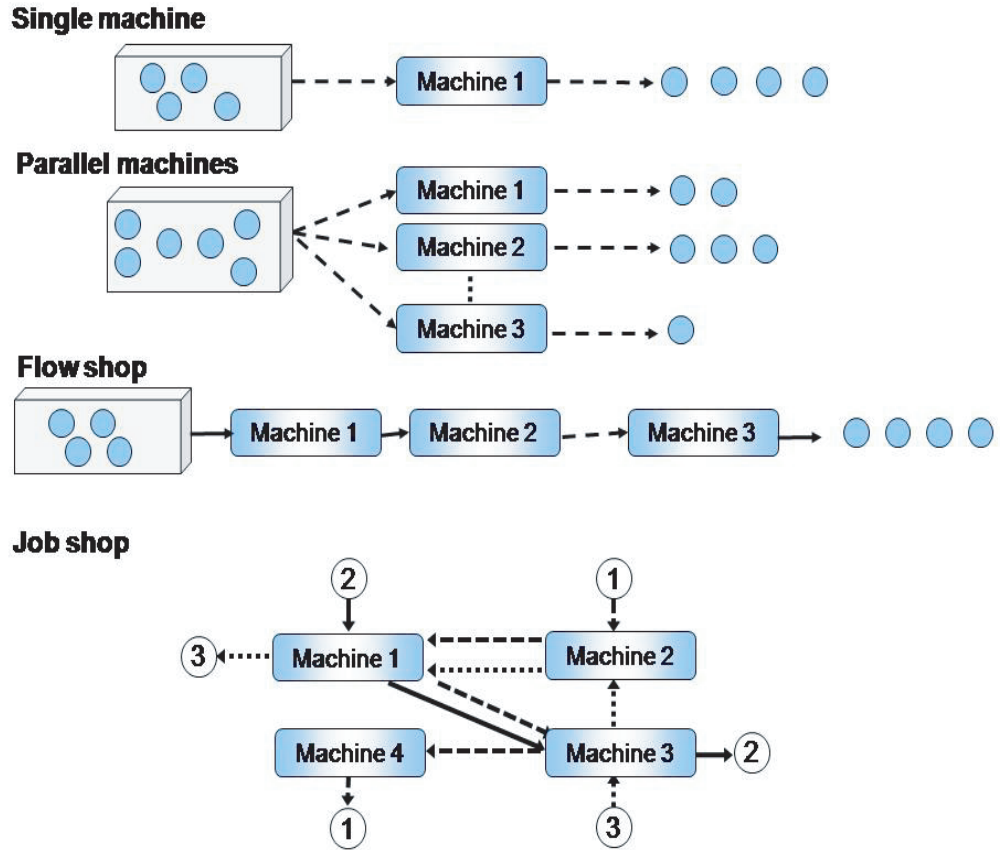 Single machine
Machine 1
Parallel machines
Machine 1
Machine 2
Machine 3
Flow shop
Machine 1 Machine 2 Machine 3
Job shop
2 1
3 Machine 1 Machine 2
Machine 4 Machine 3 2
1 3